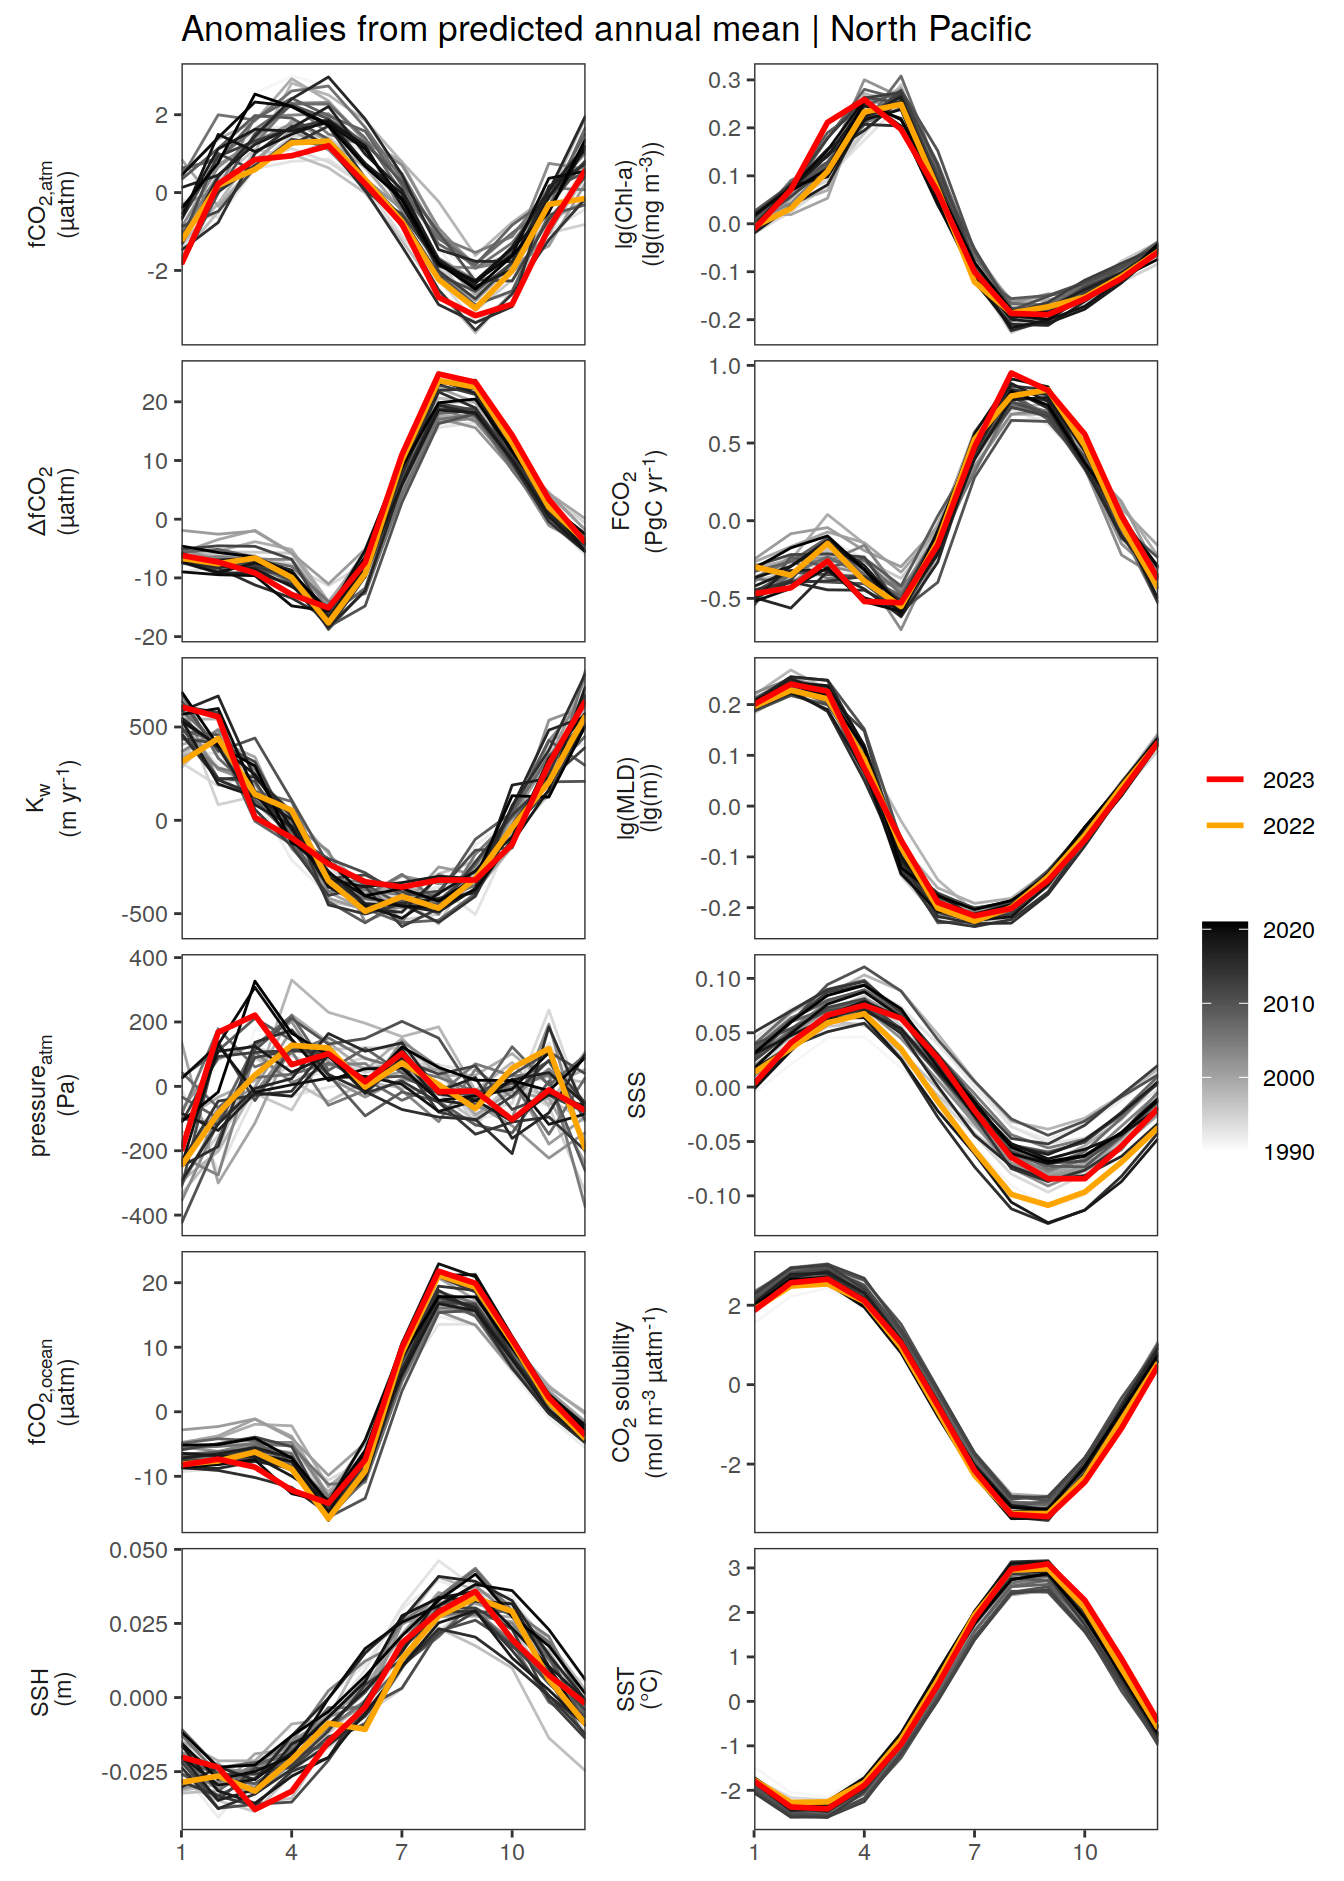 Anomalies from predicted annual mean | North Pacific
fCO2,atm
(µatm)
2
0
-2
lg(Chl-a)
(lg(mg m-3))
0.3
0.2
0.1
0.0
-0.1
-0.2
ΔfCO2
(µatm)
20
10
0
-10
-20
FCO2
(PgC yr-1)
1.0
0.5
0.0
-0.5
Kw
(m yr-1)
500
0
-500
lg(MLD)
(lg(m))
0.2
0.1
0.0
-0.1
-0.2
pressureatm
(Pa)
400
200
0
-200
-400
SSS
0.10
0.05
0.00
-0.05
-0.10
fCO2,ocean
(µatm)
20
10
0
-10
CO2 solubility
(mol m-3 µatm-1)
2
0
-2
SSH
(m)
0.050
0.025
0.000
-0.025
1
4
7
10
SST
(°C)
3
2
1
0
-1
-2
1
4
7
10
2023
2022
2020
2010
2000
1990